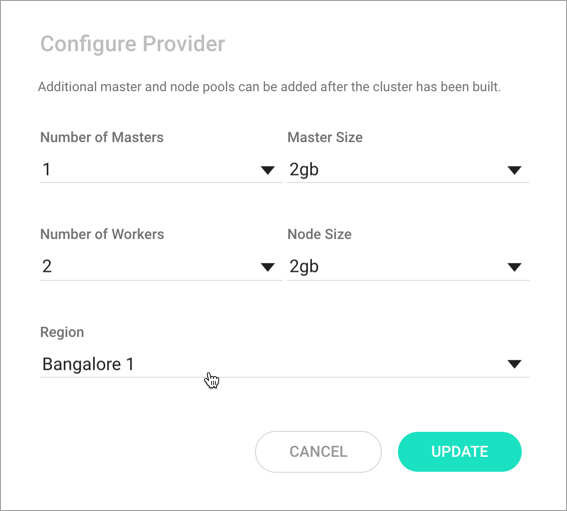 Configure Provider
Additional master and node pools can be added after the cluster has been built.
Number of Masters
Master Size
1
2gb
Number of Workers
Node Size
2
2gb
Region
Bangalore 1
CANCEL
UPDATE